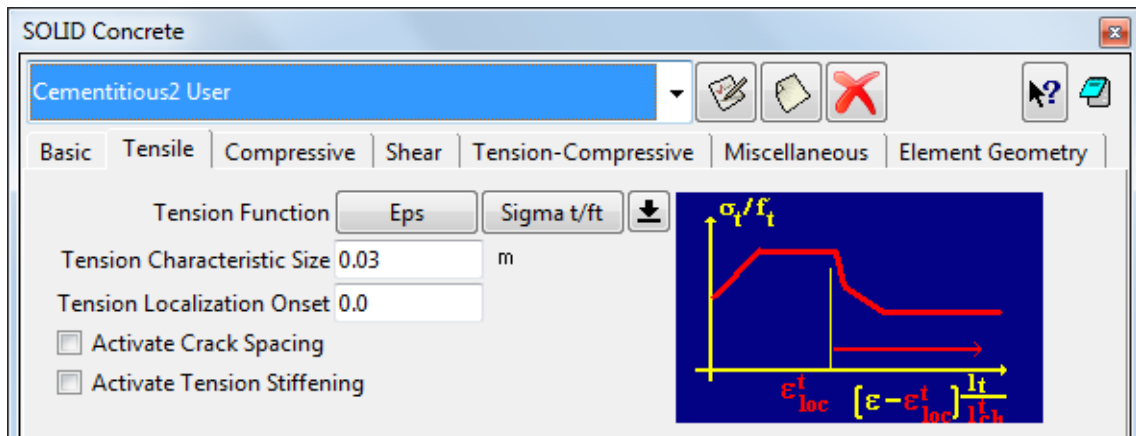 SOLID Concrete
Cementitious2 User
Basic Tensile Compressive Shear Tension-Compressive Miscellaneous Element Geometry
Tension Function Eps Sigma t/ft
Tension Characteristic Size 0.03 m
Tension Localization Onset 0.0
Activate Crack Spacing
Activate Tension Stiffening
σt/ft
εᵗloc [ε-εᵗloc] lt/lᵗch